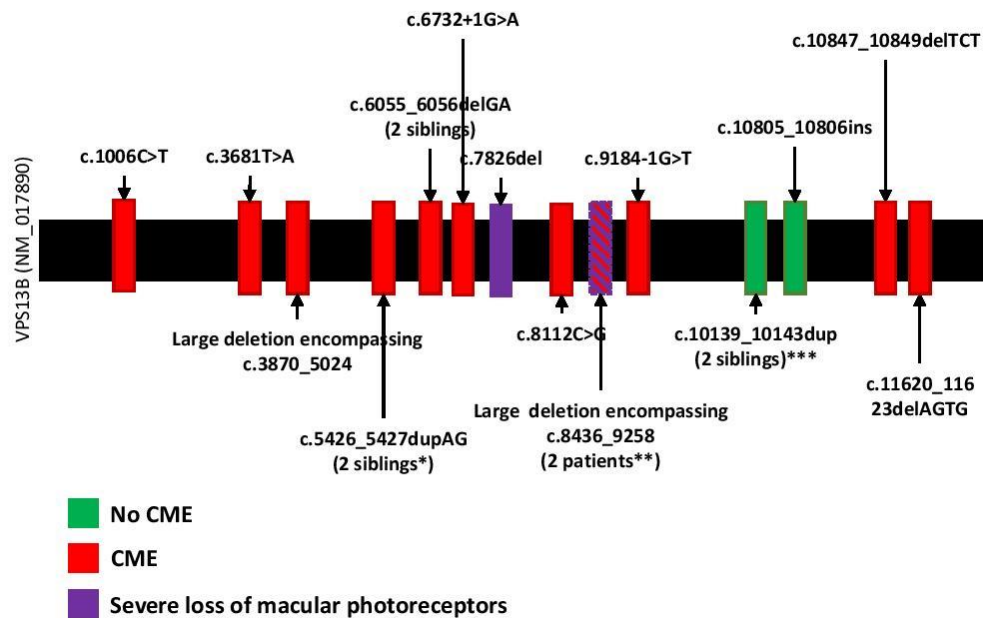 c.6732+1G>A
c.10847_10849delTCT
c.6055_6056delGA
(2 siblings)
c.10805_10806ins
c.1006C>T
c.3681T>A
c.7826del
c.9184-1G>T
VPS13B (NM_017890)
Large deletion encompassing
c.3870_5024
c.8112C>G
c.10139_10143dup
(2 siblings)***
c.11620_116
23delAGTG
c.5426_5427dupAG
(2 siblings*)
Large deletion encompassing
c.8436_9258
(2 patients**)
No CME
CME
Severe loss of macular photoreceptors